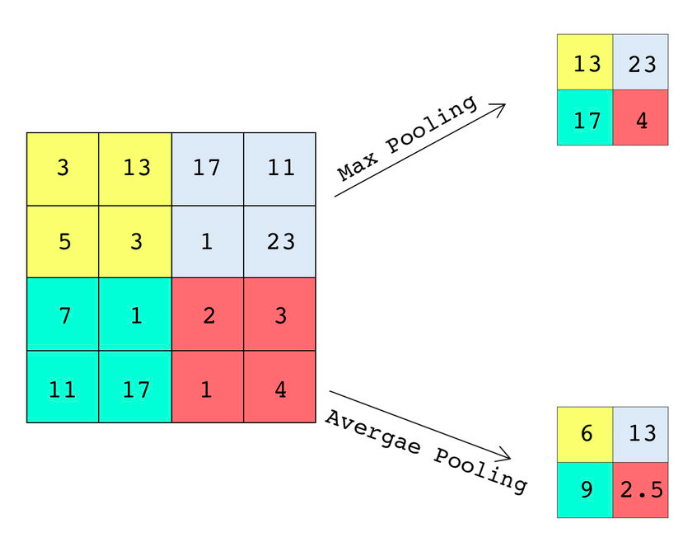 3 13 17 11
5 3 1 23
7 1 2 3
11 17 1 4
Max Pooling
13 23
17 4
Avergae Pooling
6 13
9 2.5